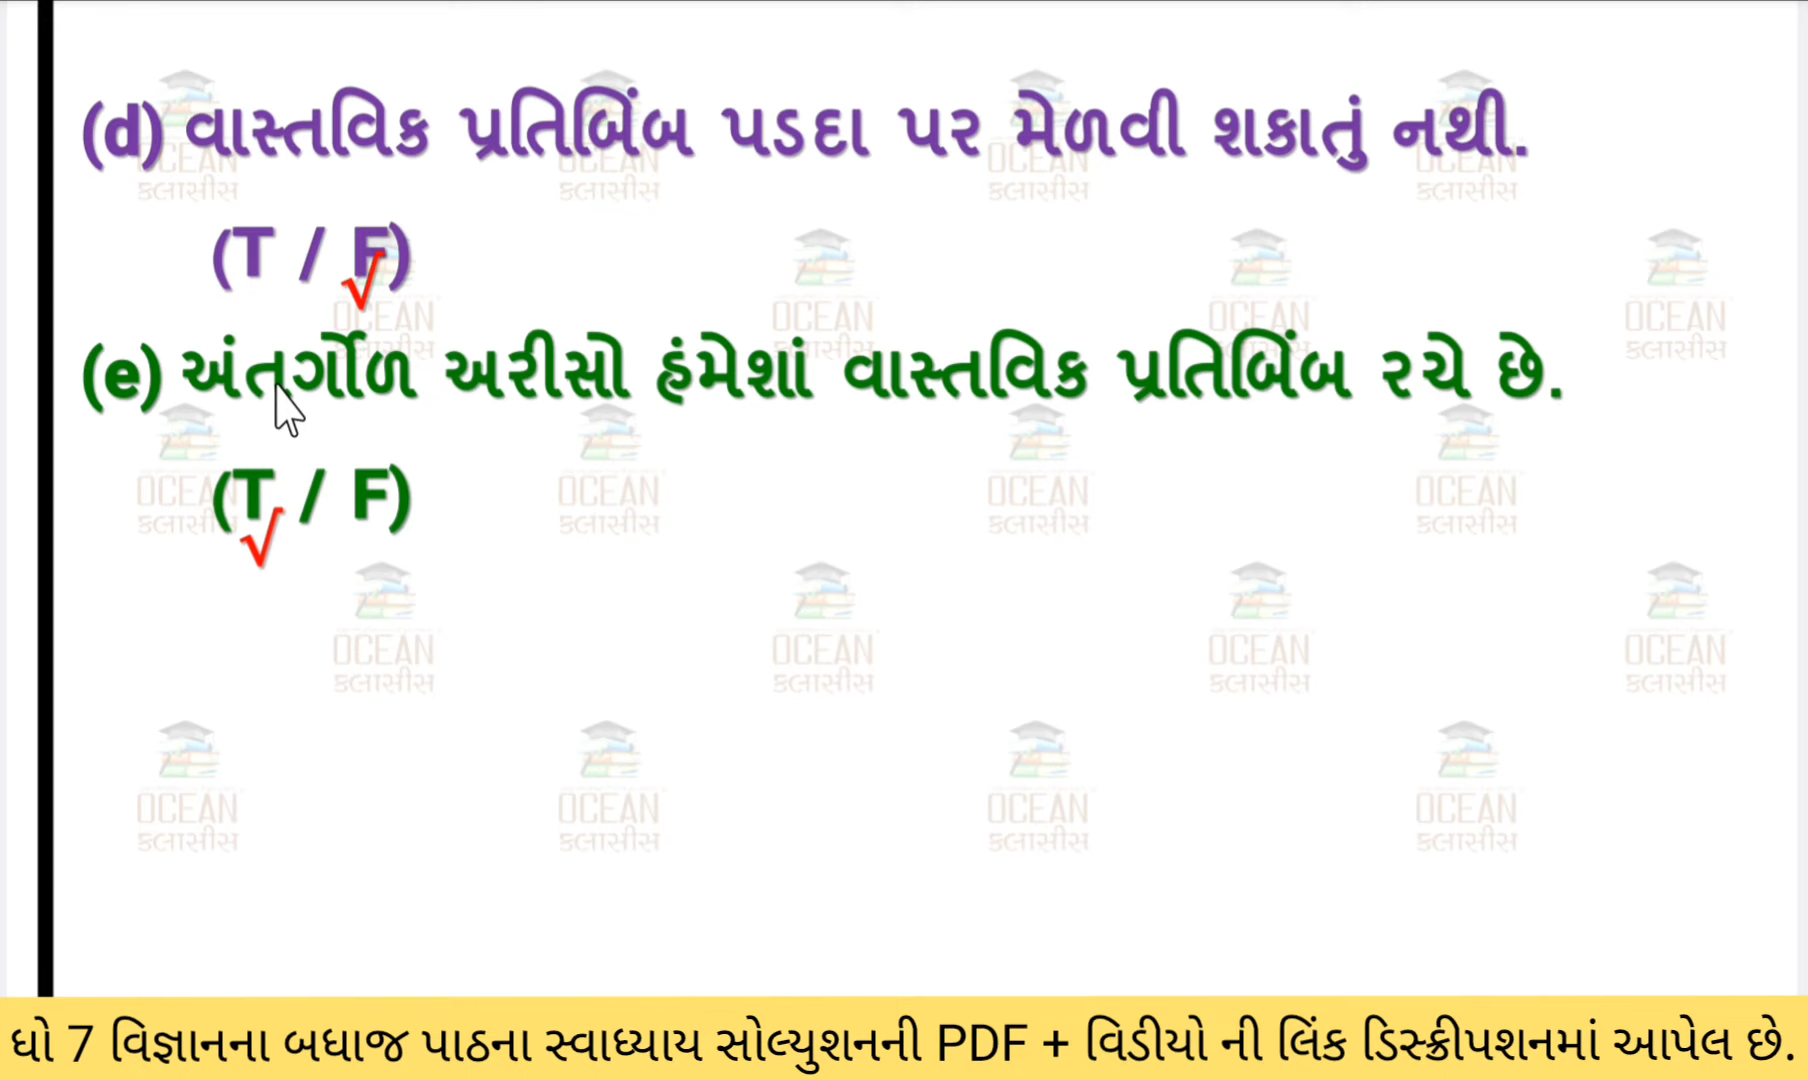 (d) વાસ્તવિક પ્રતિબિંબ પડદા પર મેળવી શકાતું નથી.
(T / F)
√
(e) અંતર્ગોળ અરીસો હંમેશાં વાસ્તવિક પ્રતિબિંબ રચે છે.
(T / F)
√
OCEAN
ક્લાસીસ
ધો 7 વિજ્ઞાનના બધાજ પાઠના સ્વાધ્યાય સોલ્યુશનની PDF + વિડીયો ની લિંક ડિસ્ક્રીપશનમાં આપેલ છે.